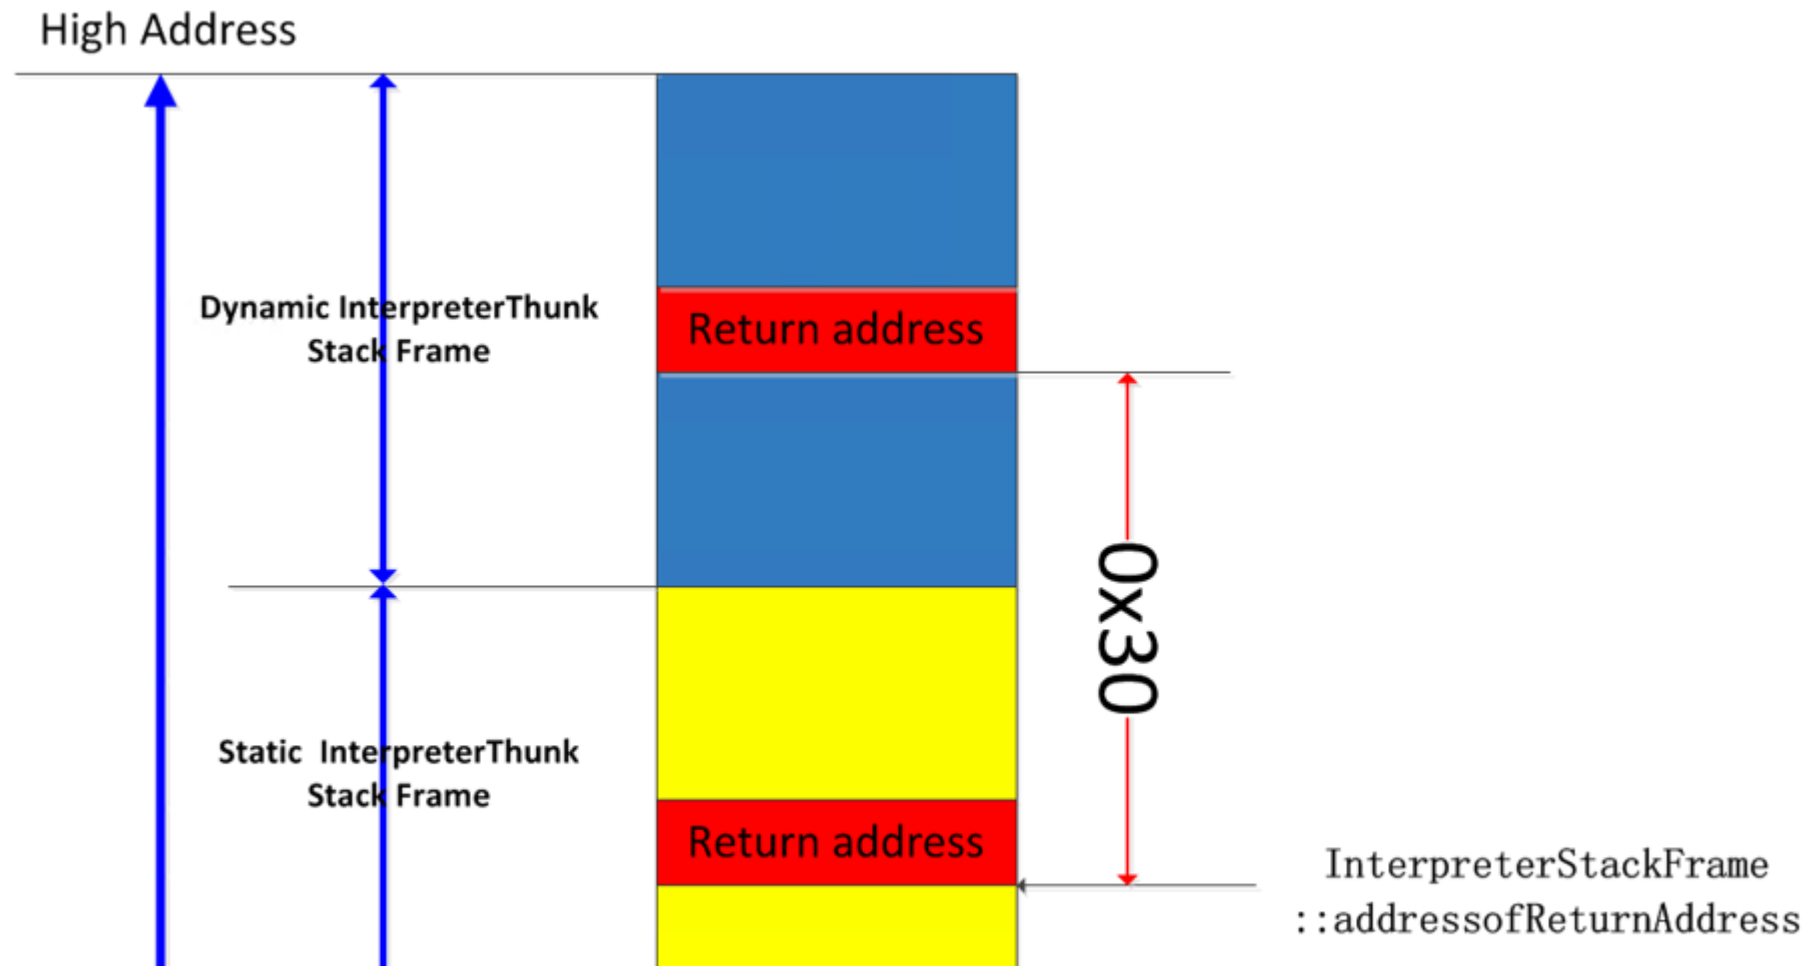 High Address
Dynamic InterpreterThunk
Stack Frame
Return address
0x30
Static InterpreterThunk
Stack Frame
Return address
InterpreterStackFrame
::addressofReturnAddress